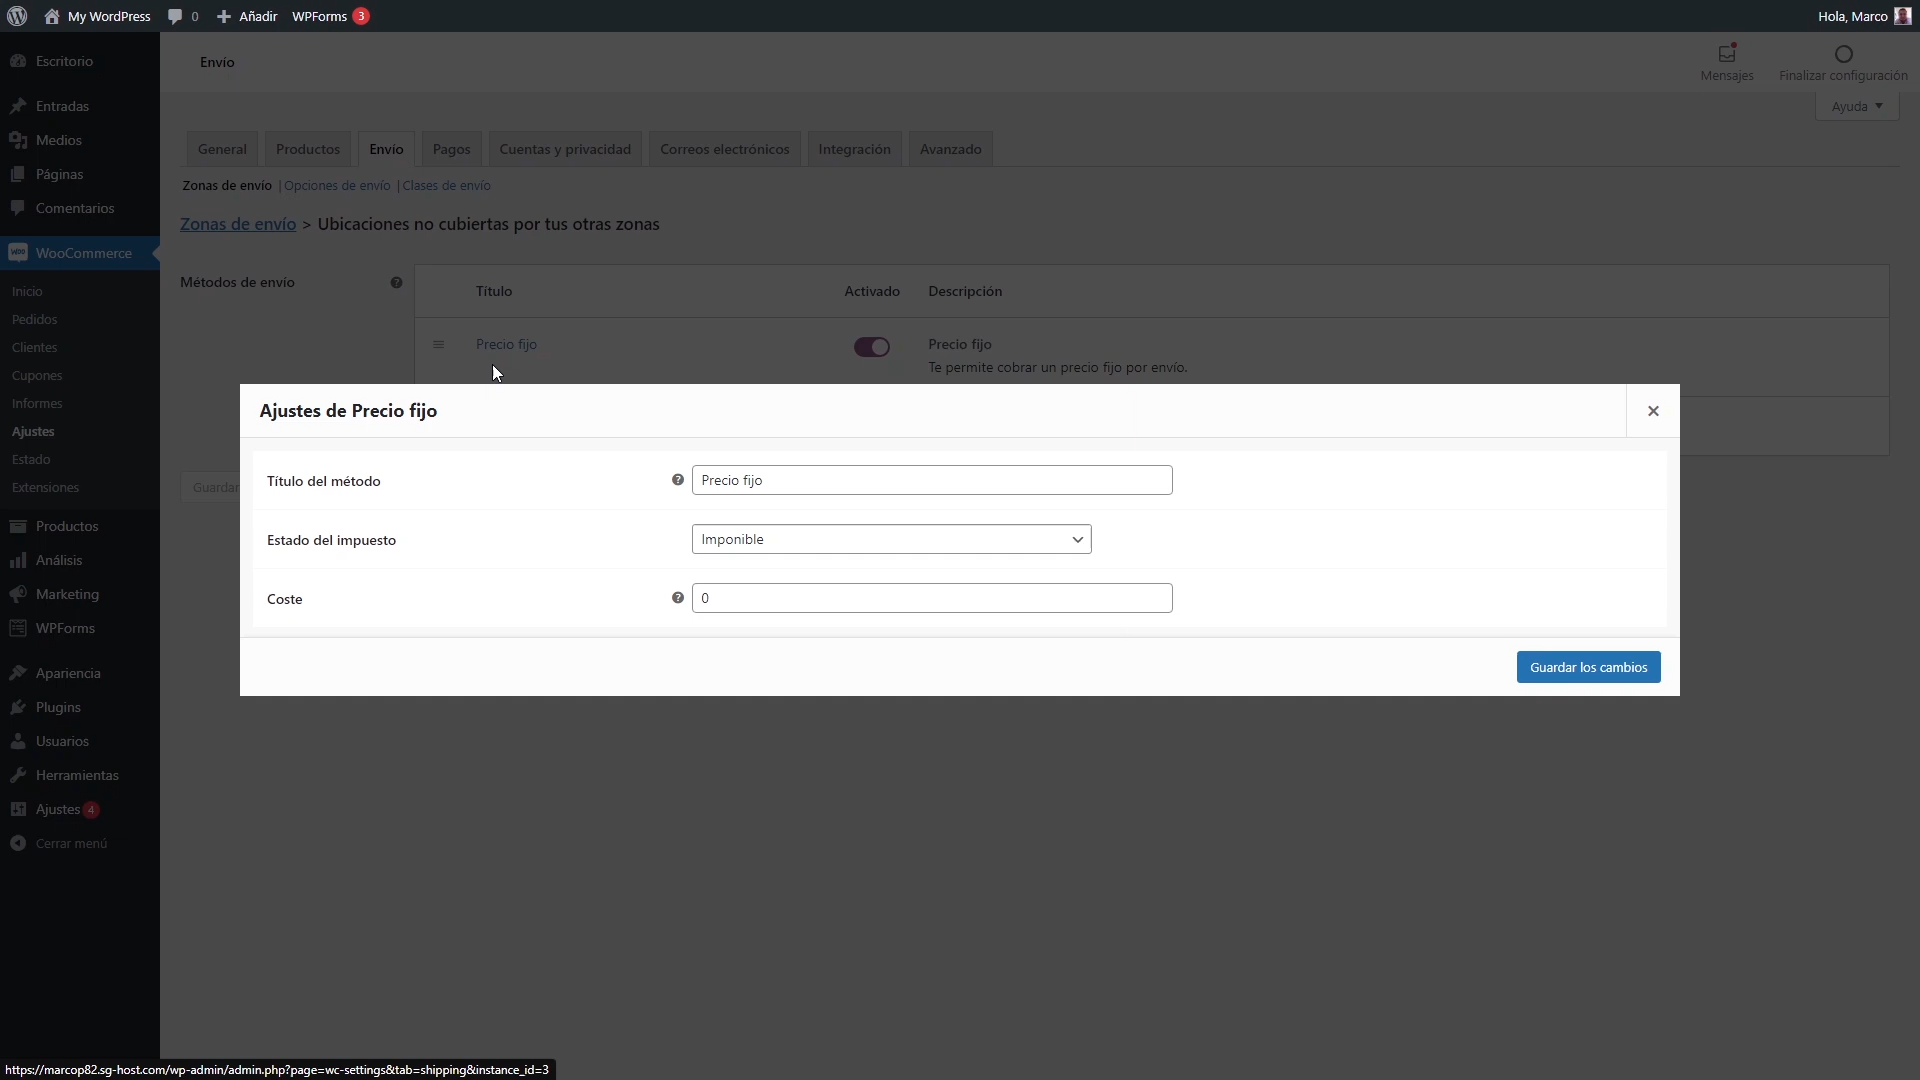 My WordPress 0 Añadir WPForms 3 Hola, Marco
Escritorio
Entradas
Medios
Páginas
Comentarios
WooCommerce
Inicio
Pedidos
Clientes
Cupones
Informes
Ajustes
Estado
Extensiones
Productos
Análisis
Marketing
WPForms
Apariencia
Plugins
Usuarios
Herramientas
Ajustes 4
Cerrar menú
Envío
Mensajes
Finalizar configuración
Ayuda
General Productos Envío Pagos Cuentas y privacidad Correos electrónicos Integración Avanzado
Zonas de envío | Opciones de envío | Clases de envío
Zonas de envío > Ubicaciones no cubiertas por tus otras zonas
Métodos de envío
Título Activado Descripción
Precio fijo Precio fijo
Te permite cobrar un precio fijo por envío.
Guardar
Ajustes de Precio fijo
Título del método Precio fijo
Estado del impuesto Imponible
Coste 0
Guardar los cambios
https://marcop82.sg-host.com/wp-admin/admin.php?page=wc-settings&tab=shipping&instance_id=3